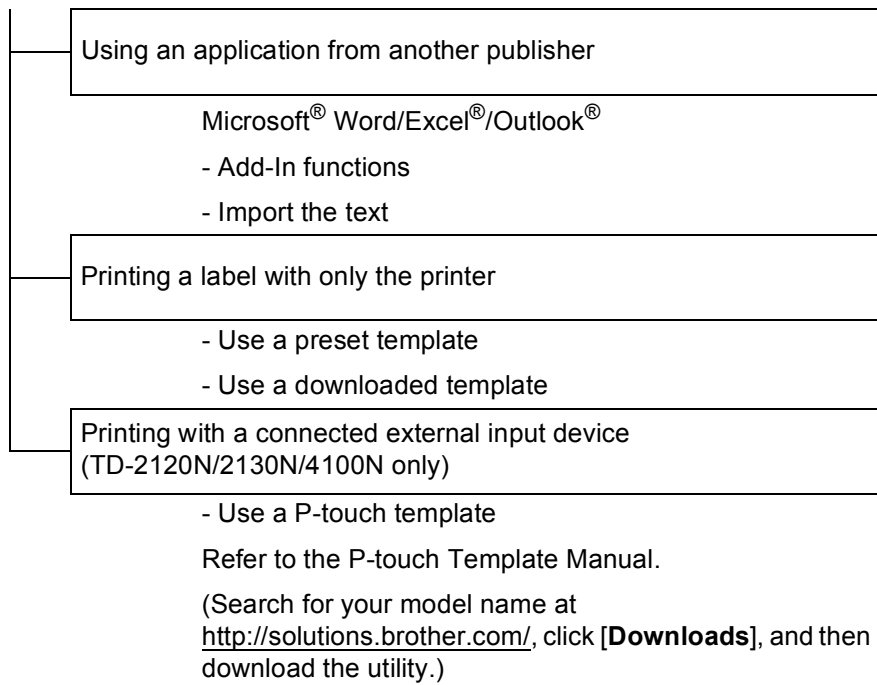 Using an application from another publisher
Microsoft® Word/Excel®/Outlook®
- Add-In functions
- Import the text
Printing a label with only the printer
- Use a preset template
- Use a downloaded template
Printing with a connected external input device
(TD-2120N/2130N/4100N only)
- Use a P-touch template
Refer to the P-touch Template Manual.
(Search for your model name at
http://solutions.brother.com/, click [Downloads], and then
download the utility.)